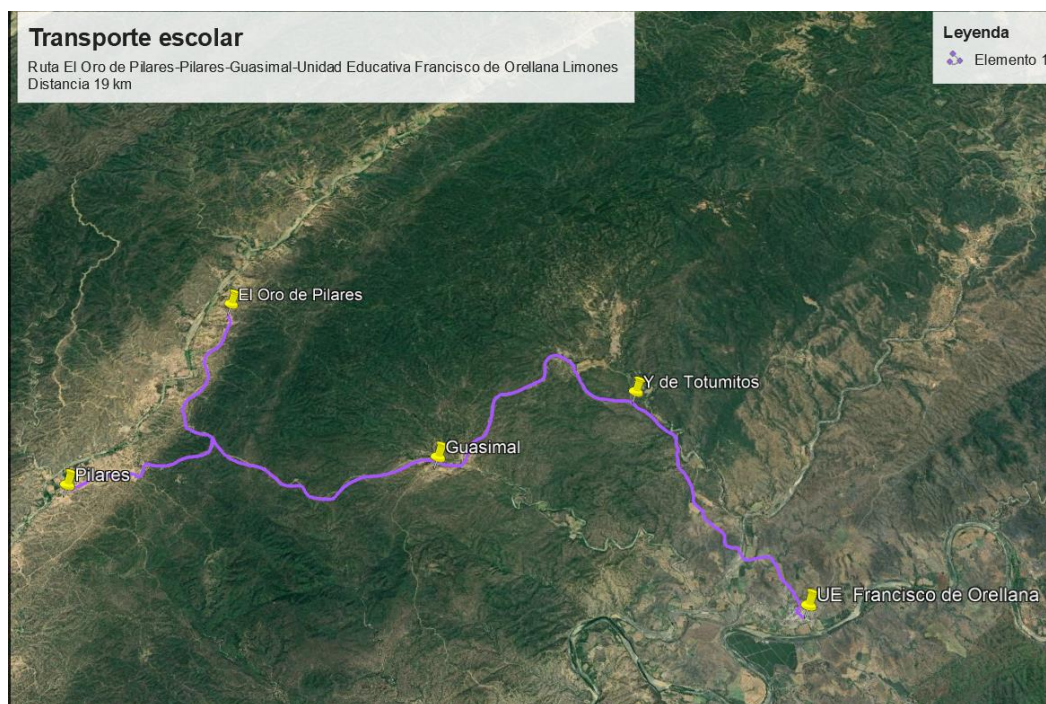 Transporte escolar
Ruta El Oro de Pilares-Pilares-Guasimal-Unidad Educativa Francisco de Orellana Limones
Distancia 19 km
Leyenda
Elemento 1
El Oro de Pilares
Y de Totumitos
Guasimal
Pilares
UE Francisco de Orellana